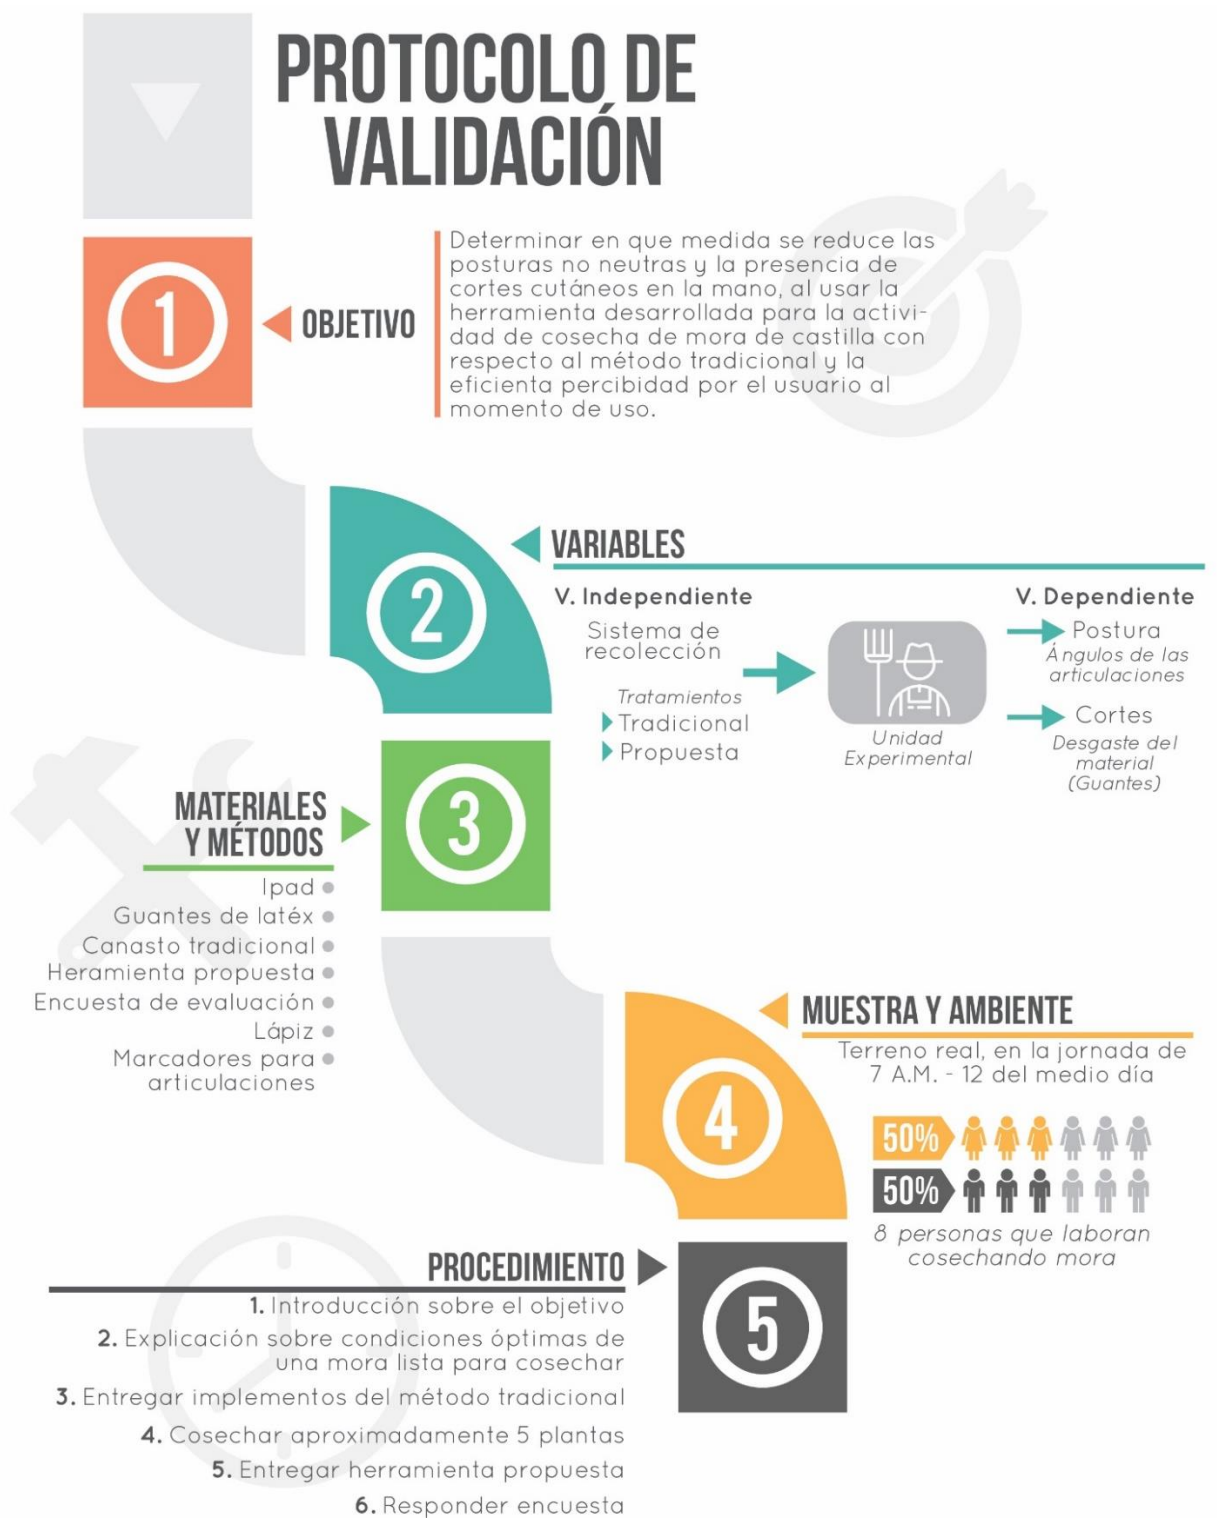 PROTOCOLO DE
VALIDACIÓN
1
OBJETIVO
Determinar en que medida se reduce las
posturas no neutras y la presencia de
cortes cutáneos en la mano, al usar la
herramienta desarrollada para la activi-
dad de cosecha de mora de castilla con
respecto al método tradicional y la
eficienta percibidad por el usuario al
momento de uso.
2
VARIABLES
V. Independiente
Sistema de
recolección
Tratamientos
Tradicional
Propuesta
Unidad
Experimental
V. Dependiente
Postura
Ángulos de las
articulaciones
Cortes
Desgaste del
material
(Guantes)
3
MATERIALES
Y MÉTODOS
Ipad
Guantes de latéx
Canasto tradicional
Heramienta propuesta
Encuesta de evaluación
Lápiz
Marcadores para
articulaciones
4
MUESTRA Y AMBIENTE
Terreno real, en la jornada de
7 A.M. - 12 del medio día
50%
50%
8 personas que laboran
cosechando mora
5
PROCEDIMIENTO
1. Introducción sobre el objetivo
2. Explicación sobre condiciones óptimas de
una mora lista para cosechar
3. Entregar implementos del método tradicional
4. Cosechar aproximadamente 5 plantas
5. Entregar herramienta propuesta
6. Responder encuesta